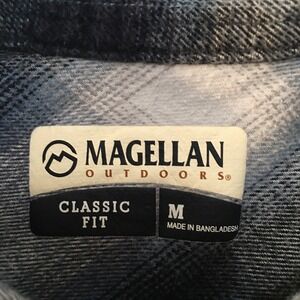 MAGELLAN
OUTDOORS®
CLASSIC
FIT
M
MADE IN BANGLADESH